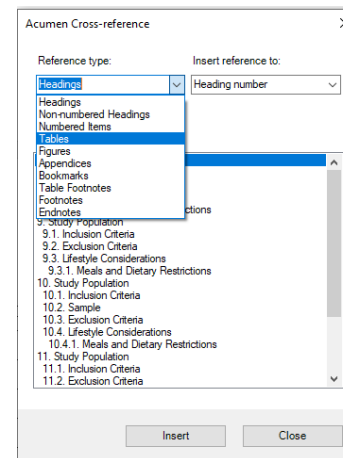 Acumen Cross-reference
Reference type:
Insert reference to:
Headings
Heading number
Headings
Non-numbered Headings
Numbered Items
Tables
Figures
Appendices
Bookmarks
Table Footnotes
Footnotes
Endnotes
ctions
9. Study Population
9.1. Inclusion Criteria
9.2. Exclusion Criteria
9.3. Lifestyle Considerations
9.3.1. Meals and Dietary Restrictions
10. Study Population
10.1. Inclusion Criteria
10.2. Sample
10.3. Exclusion Criteria
10.4. Lifestyle Considerations
10.4.1. Meals and Dietary Restrictions
11. Study Population
11.1. Inclusion Criteria
11.2. Exclusion Criteria
Insert
Close